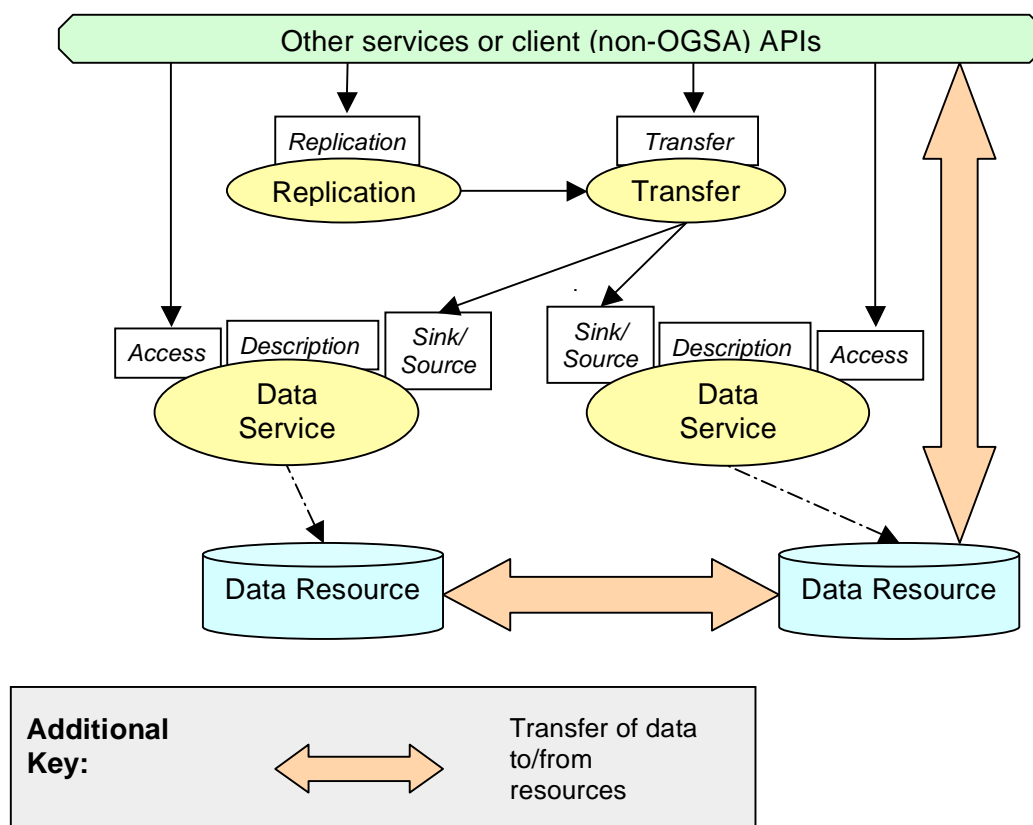 Other services or client (non-OGSA) APIs
Replication
Transfer
Replication
Transfer
Access
Description
Sink/
Source
Sink/
Source
Description
Access
Data
Service
Data
Service
Data Resource
Data Resource
Additional
Key:
Transfer of data
to/from
resources